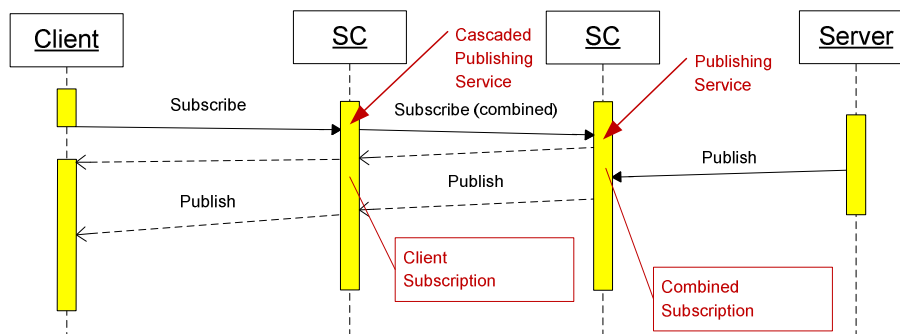 Client
SC
SC
Server
Cascaded
Publishing
Service
Publishing
Service
Subscribe
Subscribe (combined)
Publish
Publish
Publish
Client
Subscription
Combined
Subscription